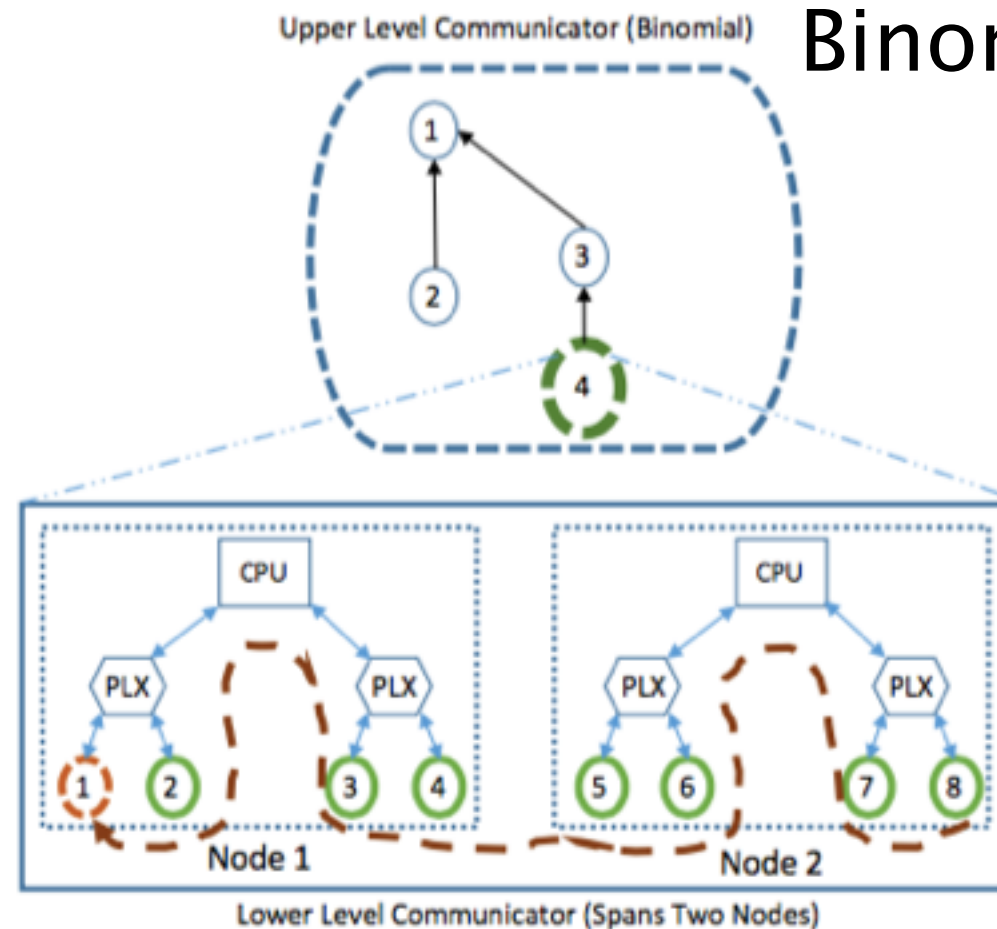 Upper Level Communicator (Binomial)
Binor
1
3
2
4
CPU CPU
PLX PLX PLX PLX
1 2 3 4 5 6 7 8
Node 1 Node 2
Lower Level Communicator (Spans Two Nodes)